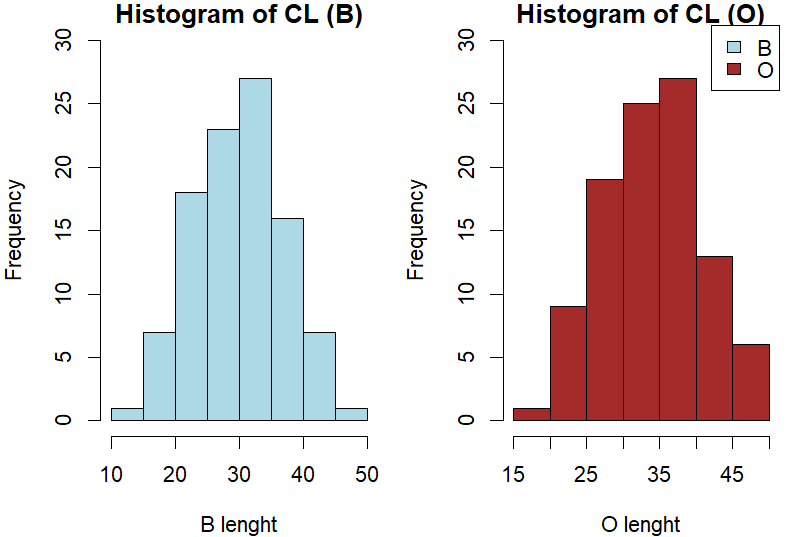 Histogram of CL (B)
Frequency
30
25
20
15
10
5
0
10 20 30 40 50
B lenght
Histogram of CL (O)
B
O
Frequency
30
25
20
15
10
5
0
15 25 35 45
O lenght